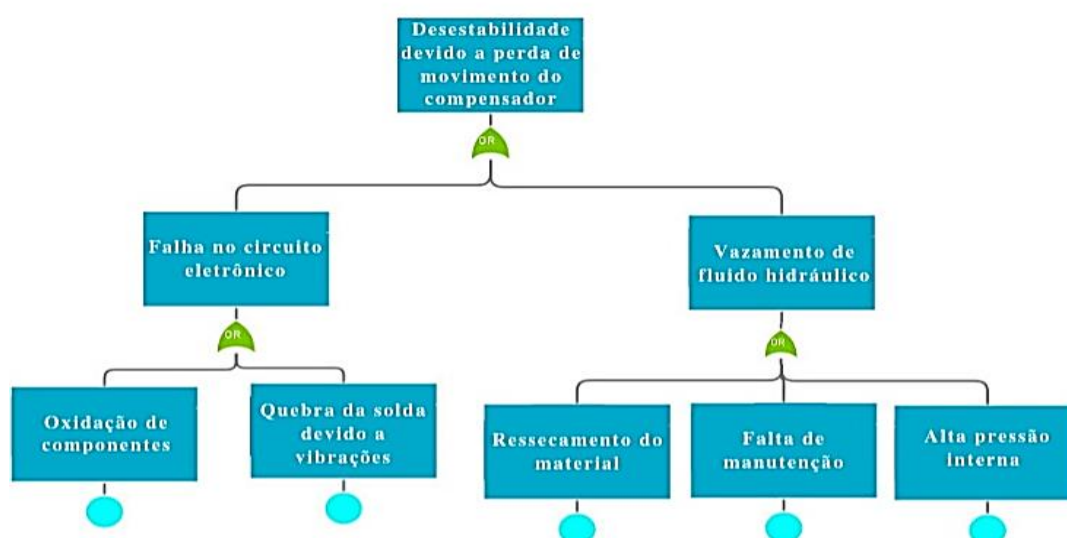 Desestabilidade
devido a perda de
movimento do
compensador
OR
Falha no circuito
eletrônico
Vazamento de
fluido hidráulico
OR
OR
Oxidação de
componentes
Quebra da solda
devido a
vibrações
Ressecamento do
material
Falta de
manutenção
Alta pressão
interna